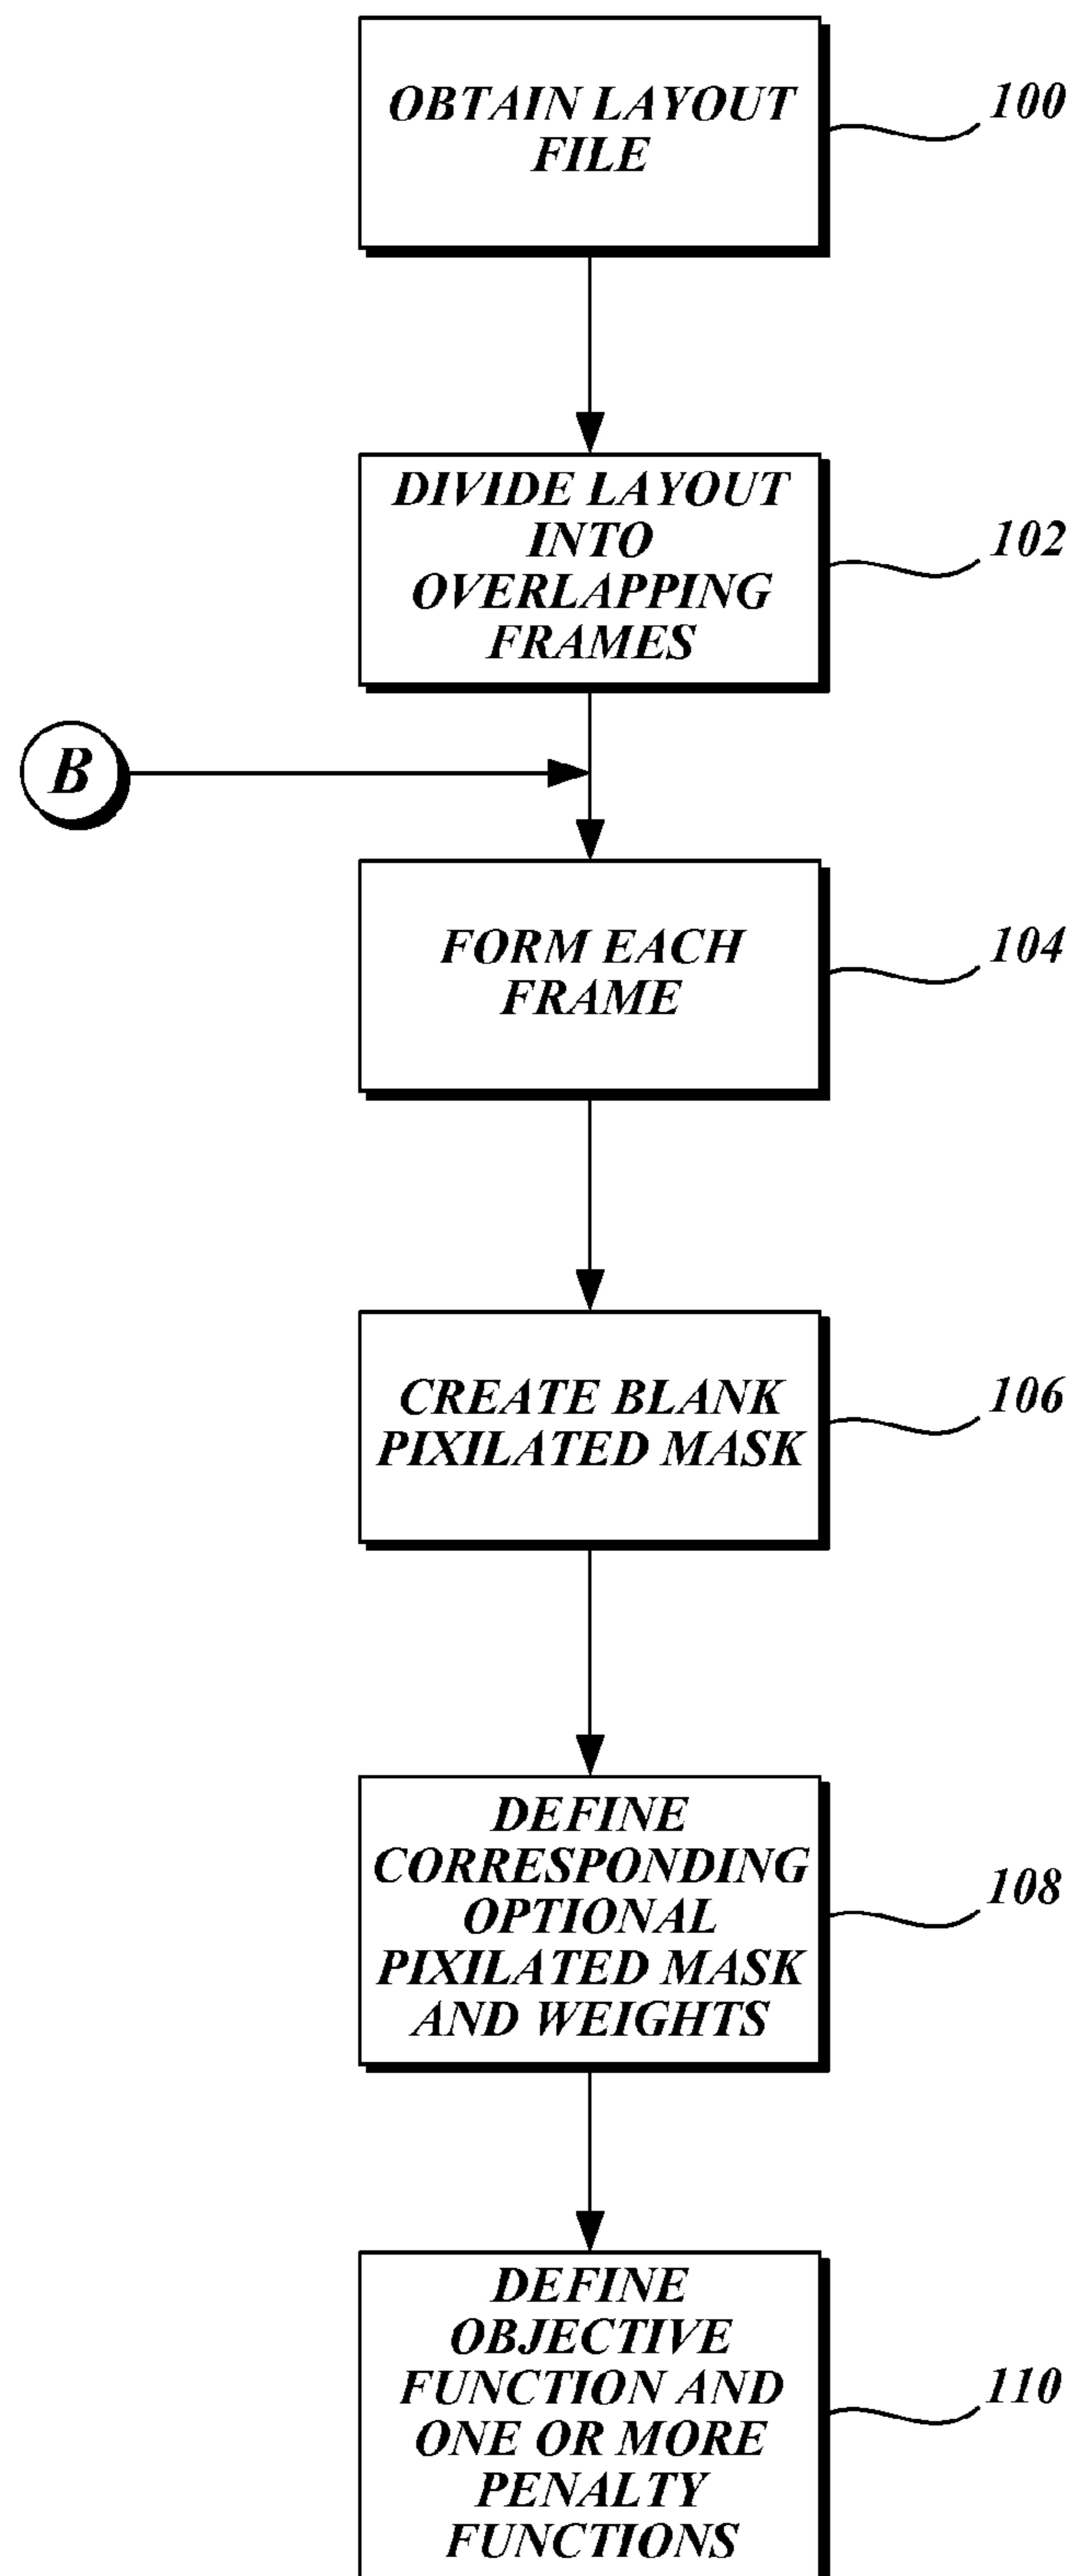 OBTAIN LAYOUT
FILE
100
DIVIDE LAYOUT
INTO
OVERLAPPING
FRAMES
102
B
FORM EACH
FRAME
104
CREATE BLANK
PIXILATED MASK
106
DEFINE
CORRESPONDING
OPTIONAL
PIXILATED MASK
AND WEIGHTS
108
DEFINE
OBJECTIVE
FUNCTION AND
ONE OR MORE
PENALTY
FUNCTIONS
110